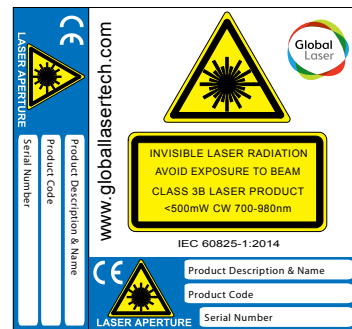 CE
LASER APERTURE
Product Description & Name
Product Code
Serial Number
www.globallasertech.com
Global
Laser
INVISIBLE LASER RADIATION
AVOID EXPOSURE TO BEAM
CLASS 3B LASER PRODUCT
<500mW CW 700-980nm
IEC 60825-1:2014
CE
LASER APERTURE
Product Description & Name
Product Code
Serial Number